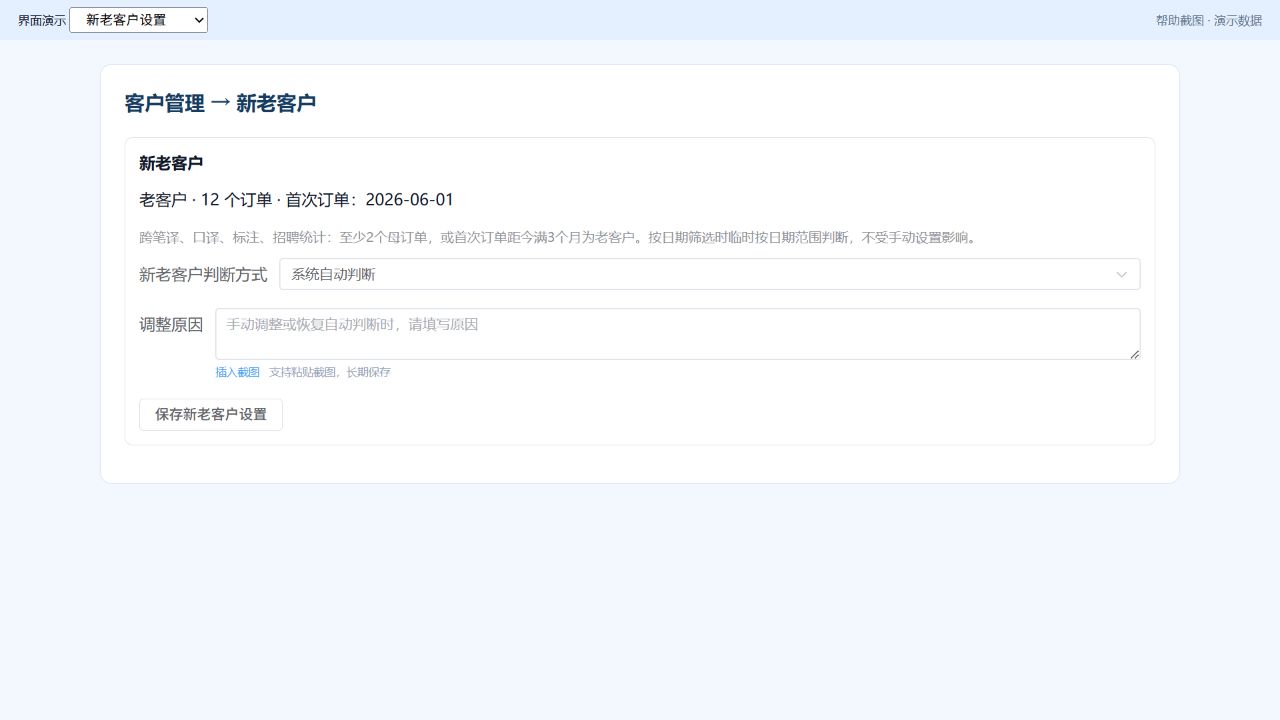 界面演示 新老客户设置 帮助截图 · 演示数据
客户管理 → 新老客户
新老客户
老客户 · 12 个订单 · 首次订单：2026-06-01
跨笔译、口译、标注、招聘统计：至少2个母订单，或首次订单距今满3个月为老客户。按日期筛选时临时按日期范围判断，不受手动设置影响。
新老客户判断方式 系统自动判断
调整原因 手动调整或恢复自动判断时，请填写原因
插入截图 支持粘贴截图，长期保存
保存新老客户设置